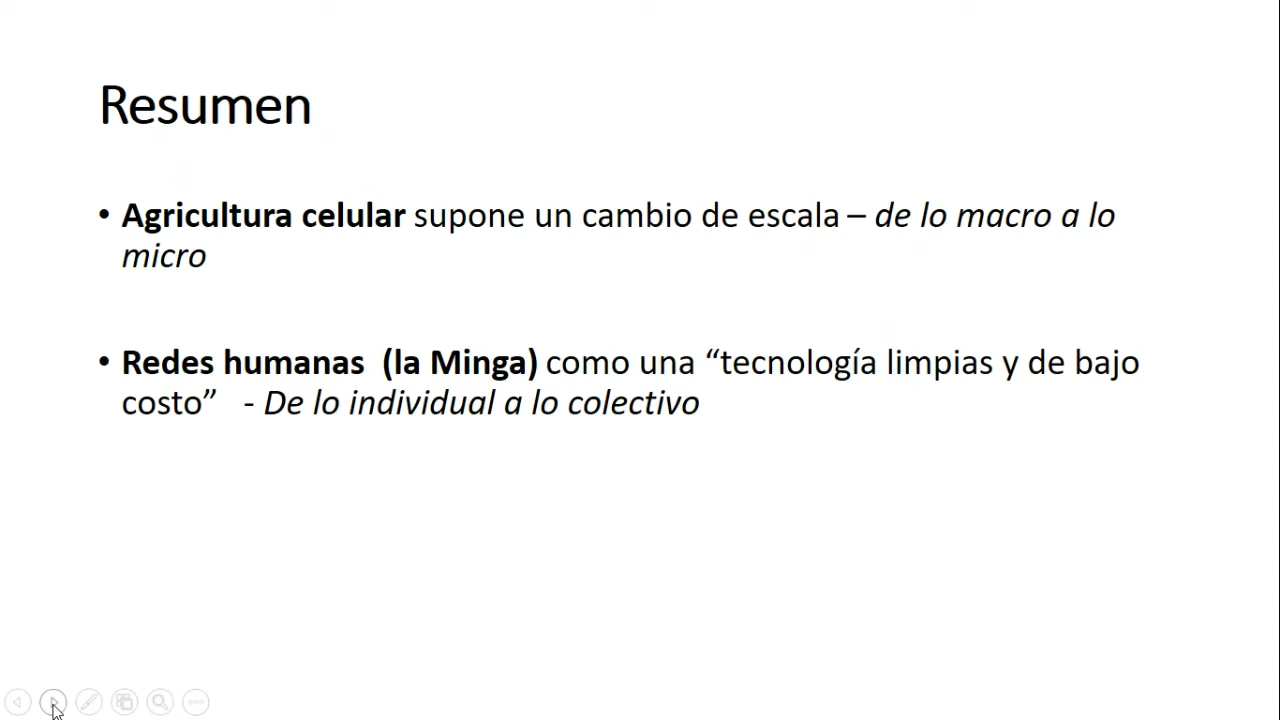 Resumen
• Agricultura celular supone un cambio de escala – de lo macro a lo
micro
• Redes humanas  (la Minga) como una “tecnología limpias y de bajo
costo”   - De lo individual a lo colectivo